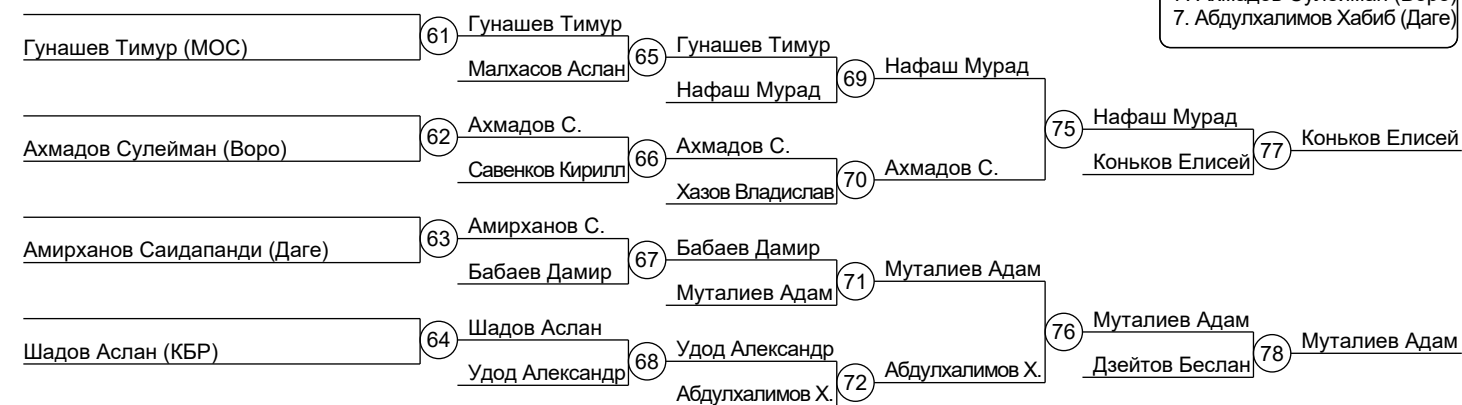 7. Ахмадов Сулейман (Воро)
7. Абдулхалимов Хабиб (Даге)
61
Гунашев Тимур
Гунашев Тимур (МОС)
Малхасов Аслан
65
Гунашев Тимур
Нафаш Мурад
69
Нафаш Мурад
62
Ахмадов С.
Ахмадов Сулейман (Воро)
Савенков Кирилл
66
Ахмадов С.
Хазов Владислав
70
Ахмадов С.
75
Нафаш Мурад
Коньков Елисей
77
Коньков Елисей
63
Амирханов С.
Амирханов Саидапанди (Даге)
Бабаев Дамир
67
Бабаев Дамир
Муталиев Адам
71
Муталиев Адам
64
Шадов Аслан
Шадов Аслан (КБР)
Удод Александр
68
Удод Александр
Абдулхалимов Х.
72
Абдулхалимов Х.
76
Муталиев Адам
Дзейтов Беслан
78
Муталиев Адам